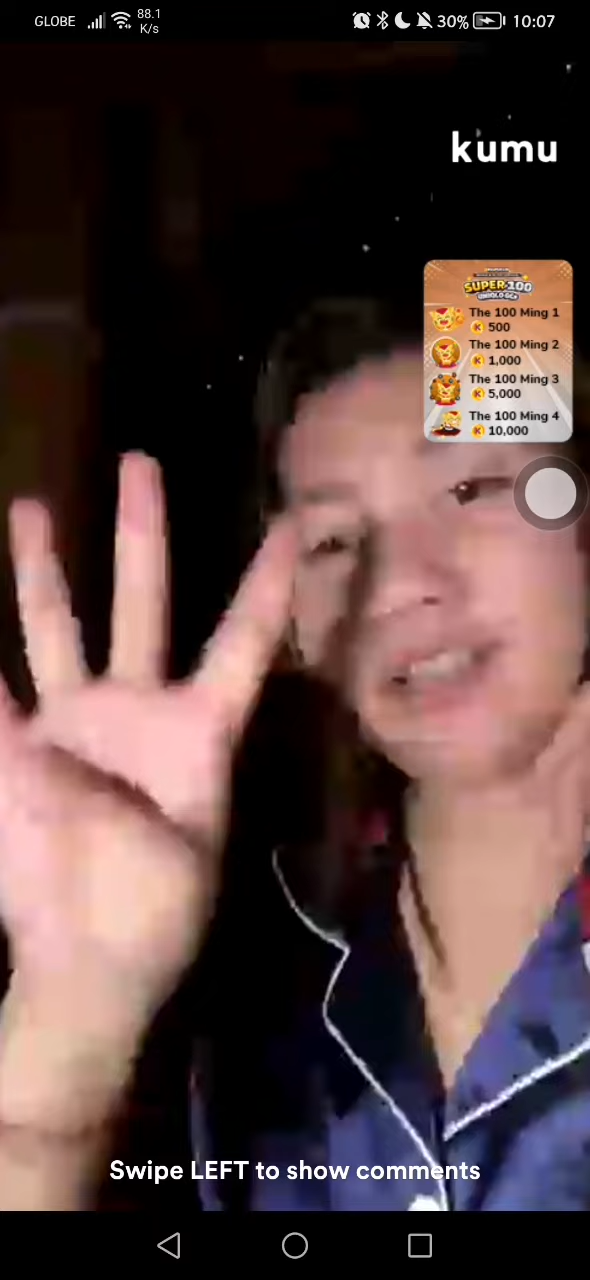 GLOBE 88.1 K/s 30% 10:07
kumu
SUPER 100
The 100 Ming 1
K 500
The 100 Ming 2
K 1,000
The 100 Ming 3
K 5,000
The 100 Ming 4
K 10,000
Swipe LEFT to show comments